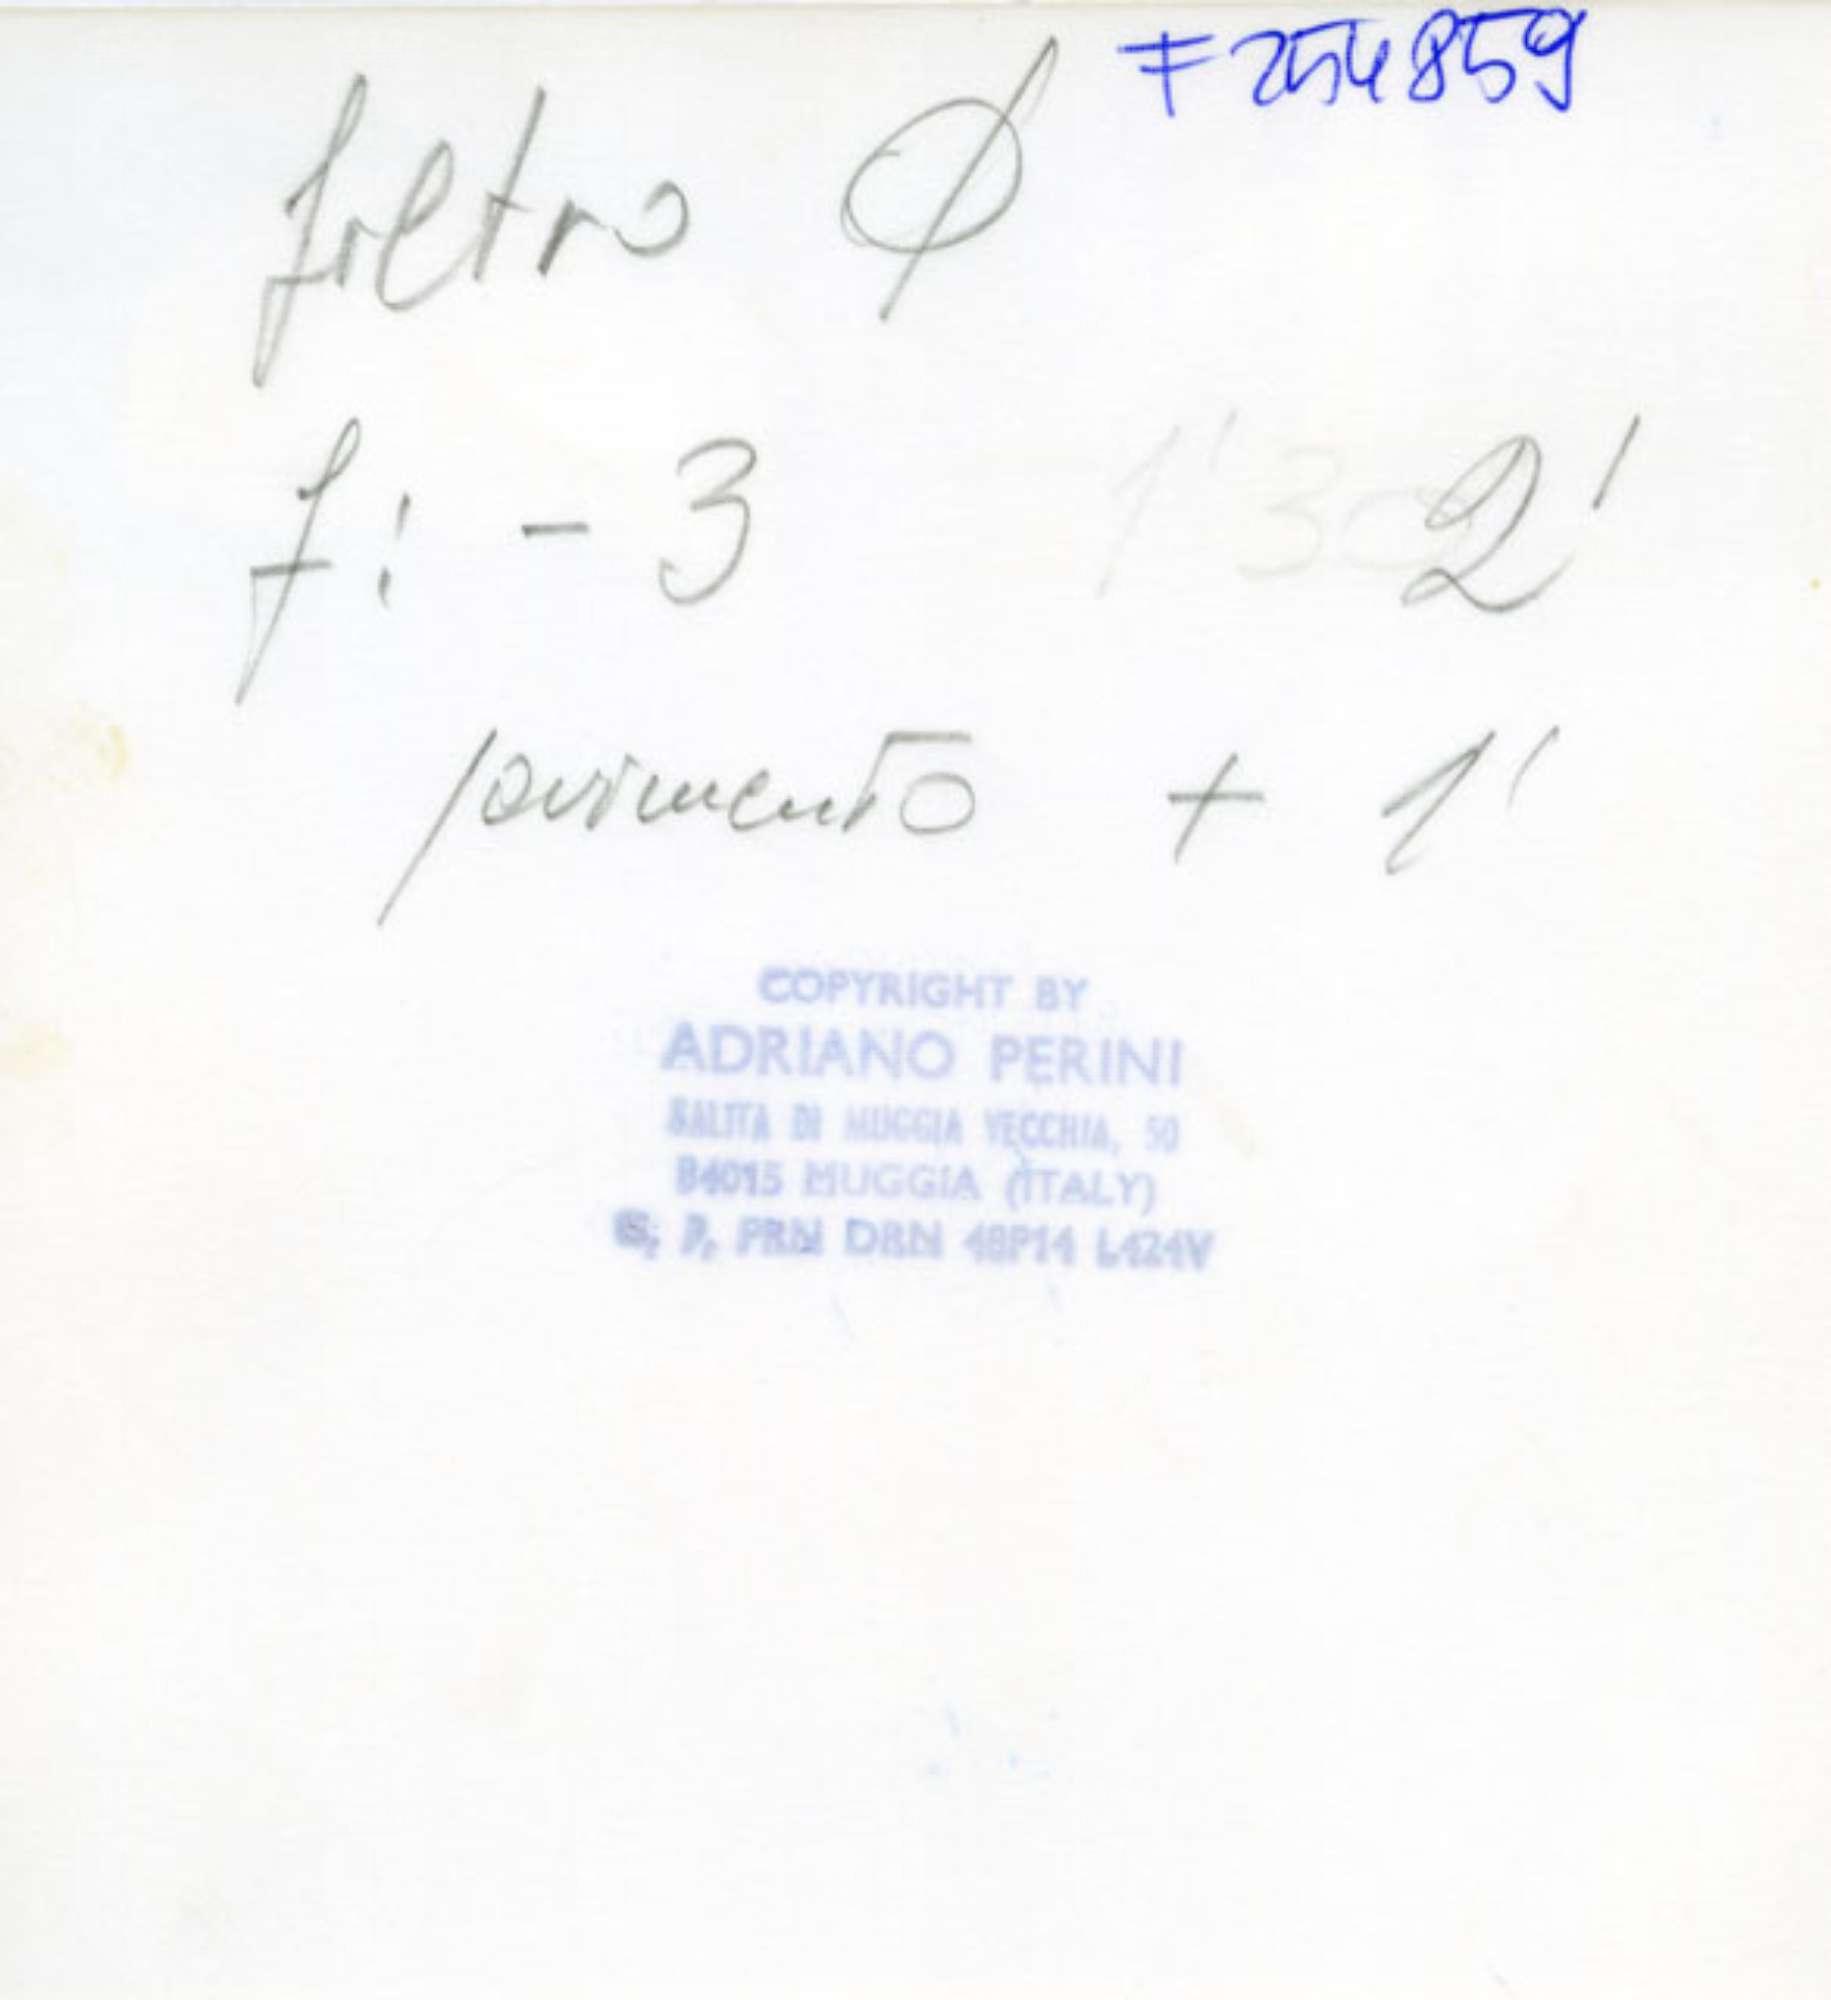 F254859
filtro Ø
f: - 3 1'30 2'
pavimento + 1'
COPYRIGHT BY
ADRIANO PERINI
SALITA DI MUGGIA VECCHIA, 50
34015 MUGGIA (ITALY)
PRN DRN 48P14 L424V